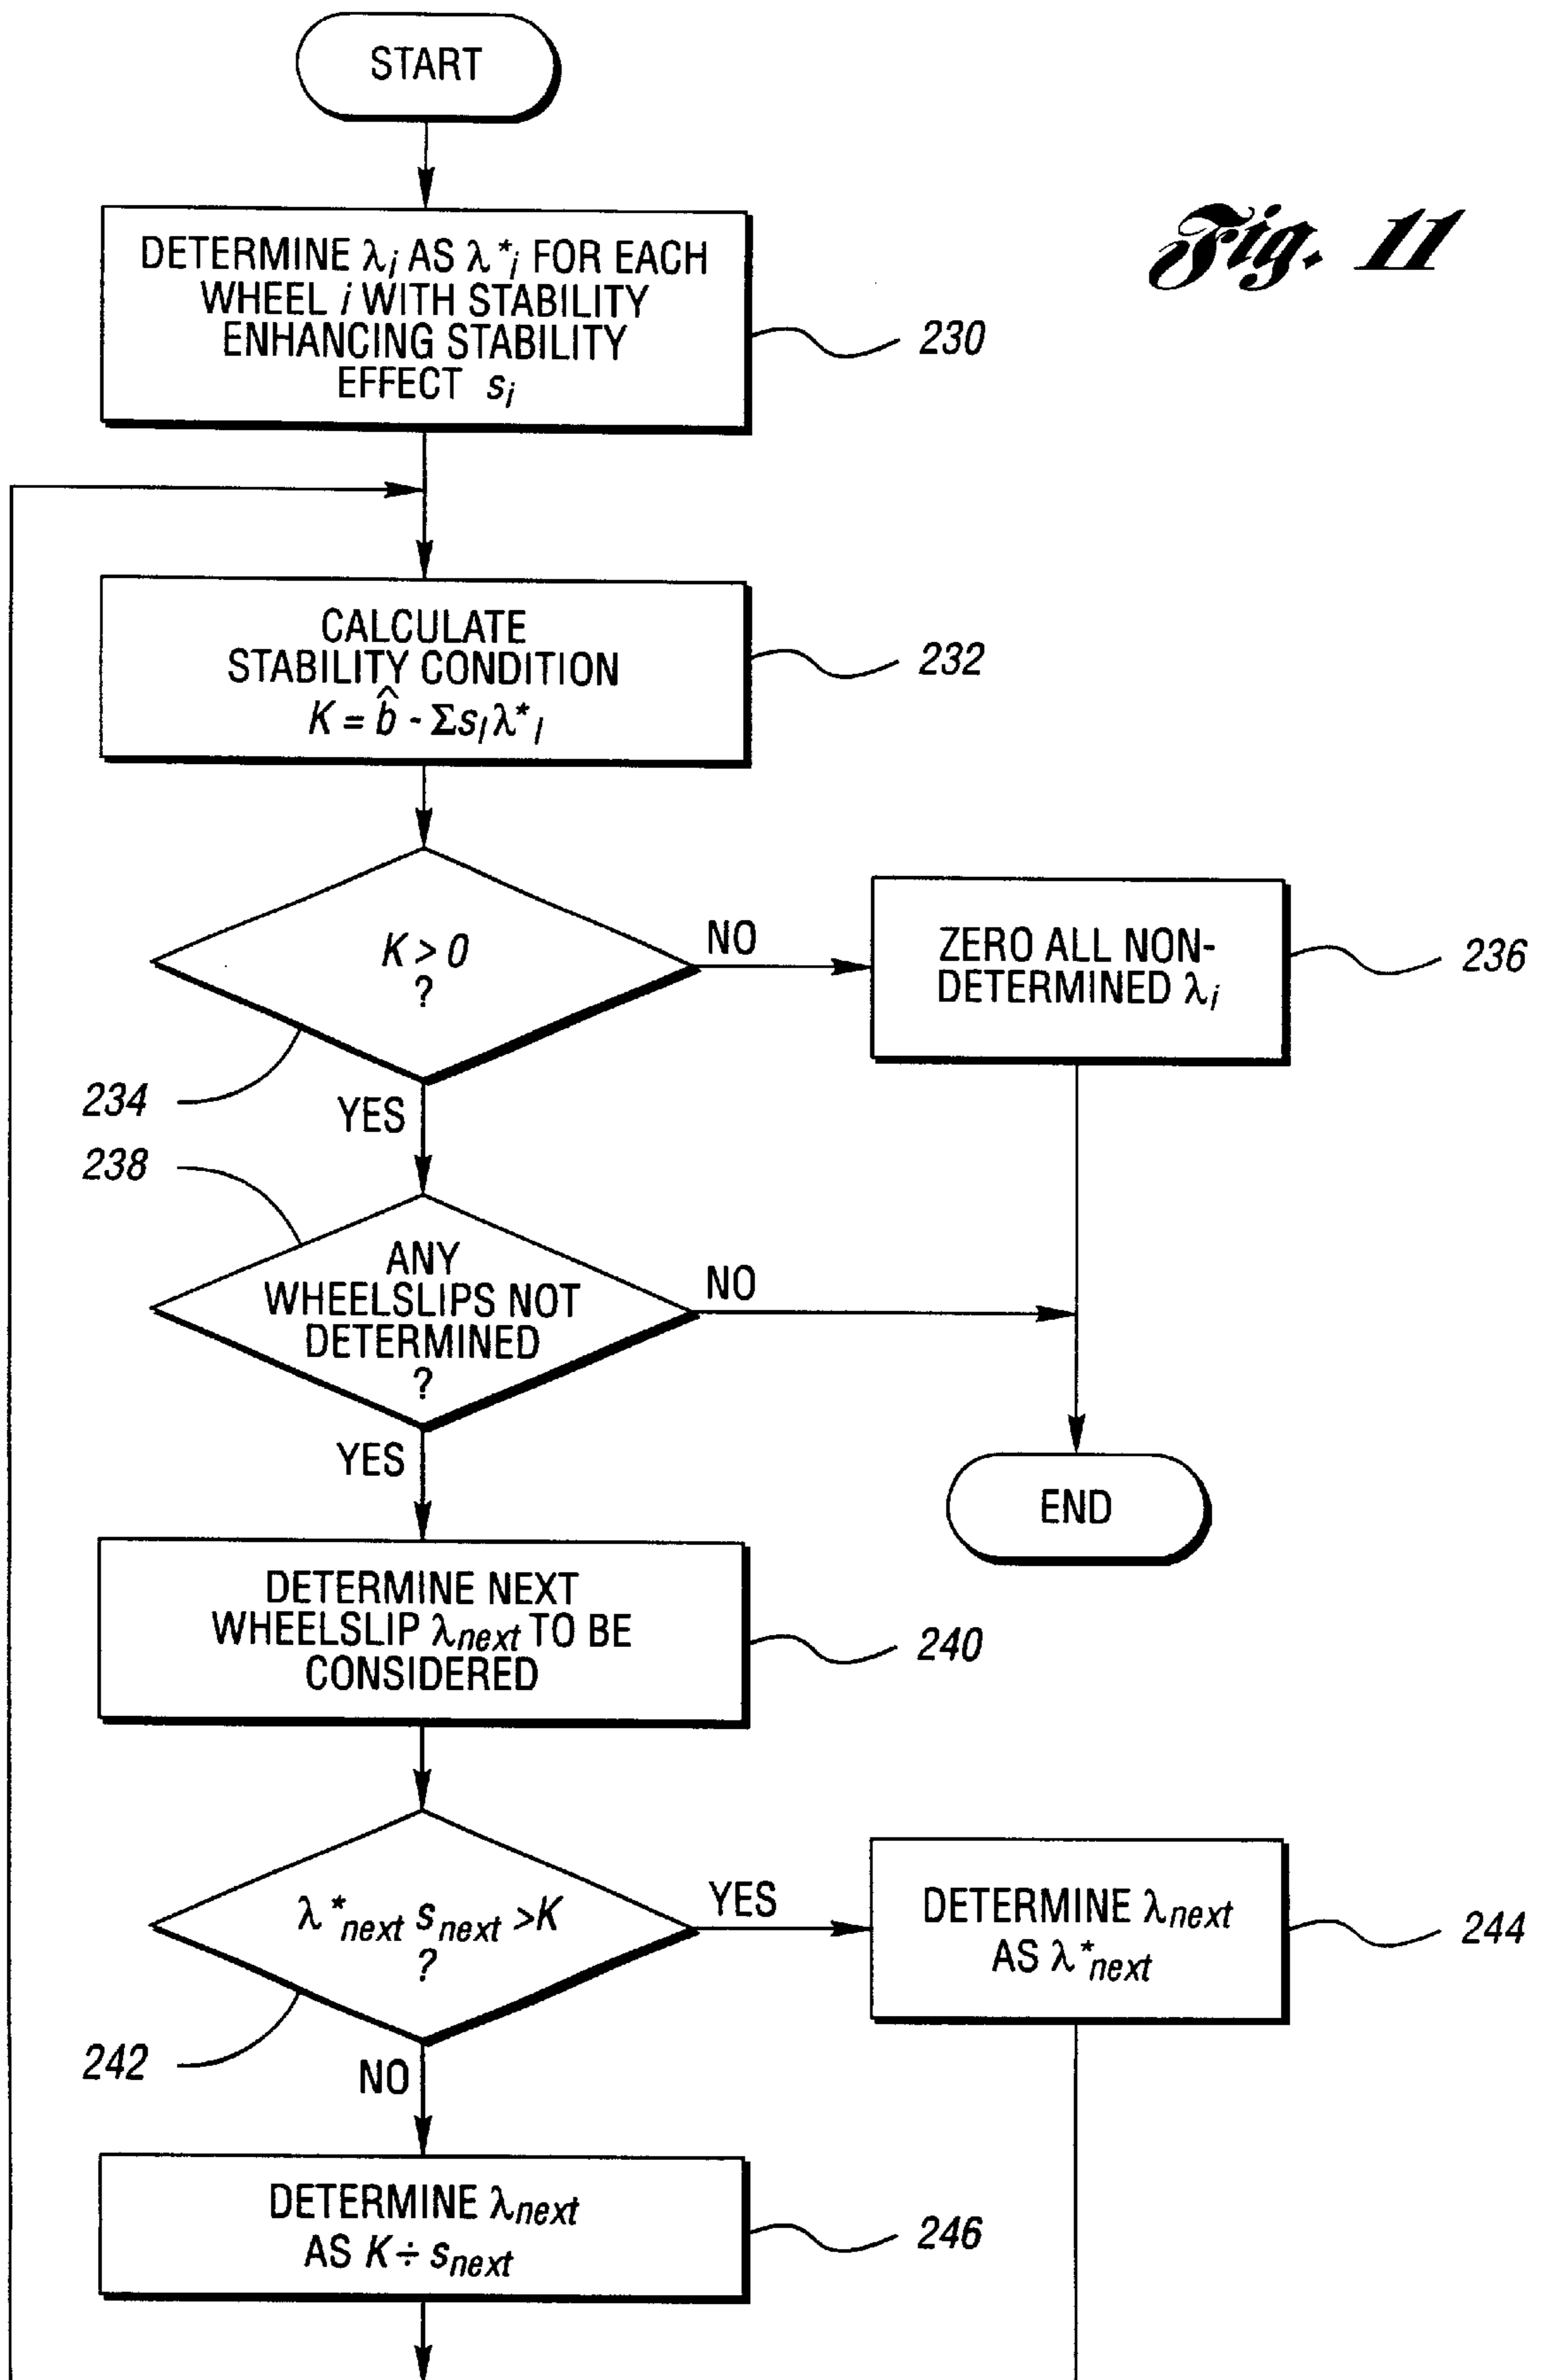 START
Fig. 11
DETERMINE λi AS λ*i FOR EACH
WHEEL i WITH STABILITY
ENHANCING STABILITY
EFFECT si
230
CALCULATE
STABILITY CONDITION
K = b̂ - Σsiλ*i
232
K > 0
?
NO
ZERO ALL NON-
DETERMINED λi
236
234
YES
238
ANY
WHEELSLIPS NOT
DETERMINED
?
NO
YES
END
DETERMINE NEXT
WHEELSLIP λnext TO BE
CONSIDERED
240
λ*next snext >K
?
YES
DETERMINE λnext
AS λ*next
244
242
NO
DETERMINE λnext
AS K ÷ snext
246